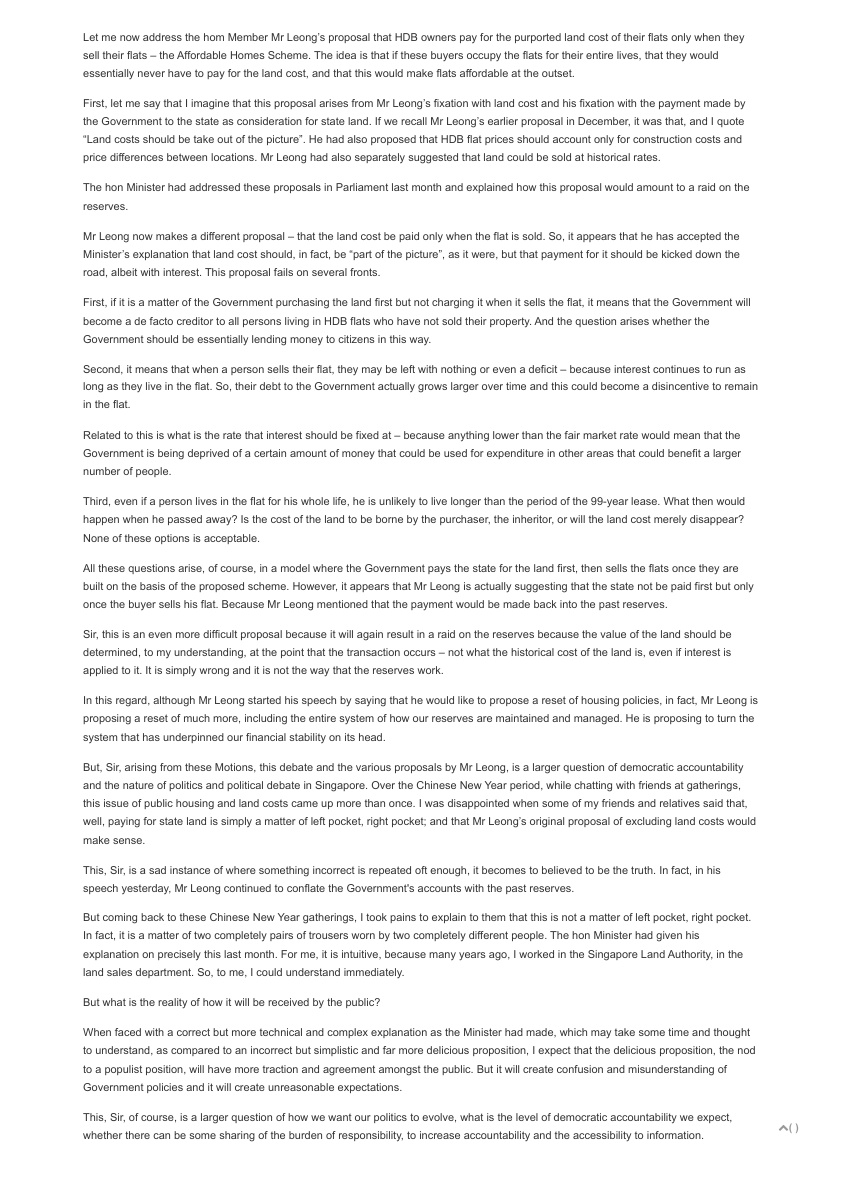 Let me now address the hom Member Mr Leong's proposal that HDB owners pay for the purported land cost of their flats only when they
sell their flats – the Affordable Homes Scheme. The idea is that if these buyers occupy the flats for their entire lives, that they would
essentially never have to pay for the land cost, and that this would make flats affordable at the outset.
First, let me say that I imagine that this proposal arises from Mr Leong's fixation with land cost and his fixation with the payment made by
the Government to the state as consideration for state land. If we recall Mr Leong's earlier proposal in December, it was that, and I quote
“Land costs should be take out of the picture”. He had also proposed that HDB flat prices should account only for construction costs and
price differences between locations. Mr Leong had also separately suggested that land could be sold at historical rates.
The hon Minister had addressed these proposals in Parliament last month and explained how this proposal would amount to a raid on the
reserves.
Mr Leong now makes a different proposal – that the land cost be paid only when the flat is sold. So, it appears that he has accepted the
Minister's explanation that land cost should, in fact, be “part of the picture”, as it were, but that payment for it should be kicked down the
road, albeit with interest. This proposal fails on several fronts.
First, if it is a matter of the Government purchasing the land first but not charging it when it sells the flat, it means that the Government will
become a de facto creditor to all persons living in HDB flats who have not sold their property. And the question arises whether the
Government should be essentially lending money to citizens in this way.
Second, it means that when a person sells their flat, they may be left with nothing or even a deficit – because interest continues to run as
long as they live in the flat. So, their debt to the Government actually grows larger over time and this could become a disincentive to remain
in the flat.
Related to this is what is the rate that interest should be fixed at – because anything lower than the fair market rate would mean that the
Government is being deprived of a certain amount of money that could be used for expenditure in other areas that could benefit a larger
number of people.
Third, even if a person lives in the flat for his whole life, he is unlikely to live longer than the period of the 99-year lease. What then would
happen when he passed away? Is the cost of the land to be borne by the purchaser, the inheritor, or will the land cost merely disappear?
None of these options is acceptable.
All these questions arise, of course, in a model where the Government pays the state for the land first, then sells the flats once they are
built on the basis of the proposed scheme. However, it appears that Mr Leong is actually suggesting that the state not be paid first but only
once the buyer sells his flat. Because Mr Leong mentioned that the payment would be made back into the past reserves.
Sir, this is an even more difficult proposal because it will again result in a raid on the reserves because the value of the land should be
determined, to my understanding, at the point that the transaction occurs – not what the historical cost of the land is, even if interest is
applied to it. It is simply wrong and it is not the way that the reserves work.
In this regard, although Mr Leong started his speech by saying that he would like to propose a reset of housing policies, in fact, Mr Leong is
proposing a reset of much more, including the entire system of how our reserves are maintained and managed. He is proposing to turn the
system that has underpinned our financial stability on its head.
But, Sir, arising from these Motions, this debate and the various proposals by Mr Leong, is a larger question of democratic accountability
and the nature of politics and political debate in Singapore. Over the Chinese New Year period, while chatting with friends at gatherings,
this issue of public housing and land costs came up more than once. I was disappointed when some of my friends and relatives said that,
well, paying for state land is simply a matter of left pocket, right pocket; and that Mr Leong's original proposal of excluding land costs would
make sense.
This, Sir, is a sad instance of where something incorrect is repeated oft enough, it becomes to believed to be the truth. In fact, in his
speech yesterday, Mr Leong continued to conflate the Government's accounts with the past reserves.
But coming back to these Chinese New Year gatherings, I took pains to explain to them that this is not a matter of left pocket, right pocket.
In fact, it is a matter of two completely pairs of trousers worn by two completely different people. The hon Minister had given his
explanation on precisely this last month. For me, it is intuitive, because many years ago, I worked in the Singapore Land Authority, in the
land sales department. So, to me, I could understand immediately.
But what is the reality of how it will be received by the public?
When faced with a correct but more technical and complex explanation as the Minister had made, which may take some time and thought
to understand, as compared to an incorrect but simplistic and far more delicious proposition, I expect that the delicious proposition, the nod
to a populist position, will have more traction and agreement amongst the public. But it will create confusion and misunderstanding of
Government policies and it will create unreasonable expectations.
This, Sir, of course, is a larger question of how we want our politics to evolve, what is the level of democratic accountability we expect,
whether there can be some sharing of the burden of responsibility, to increase accountability and the accessibility to information.
( )